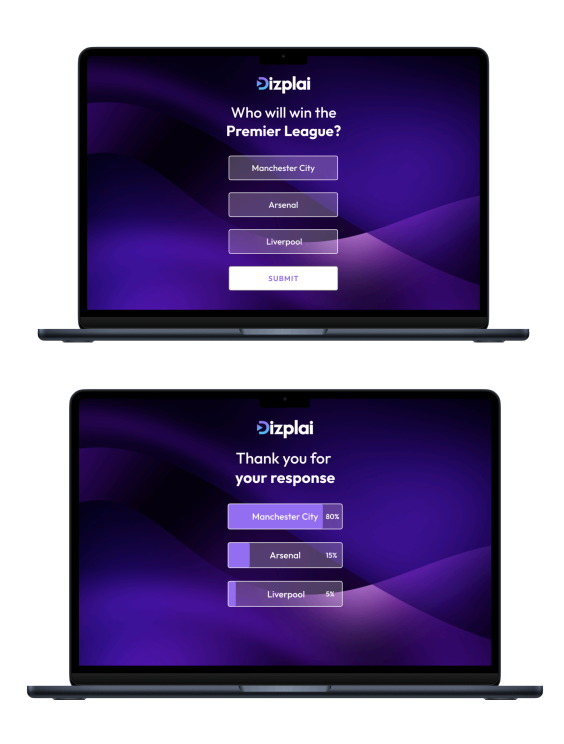 Dizplai
Who will win the
Premier League?
Manchester City
Arsenal
Liverpool
SUBMIT
Dizplai
Thank you for
your response
Manchester City 80%
Arsenal 15%
Liverpool 5%